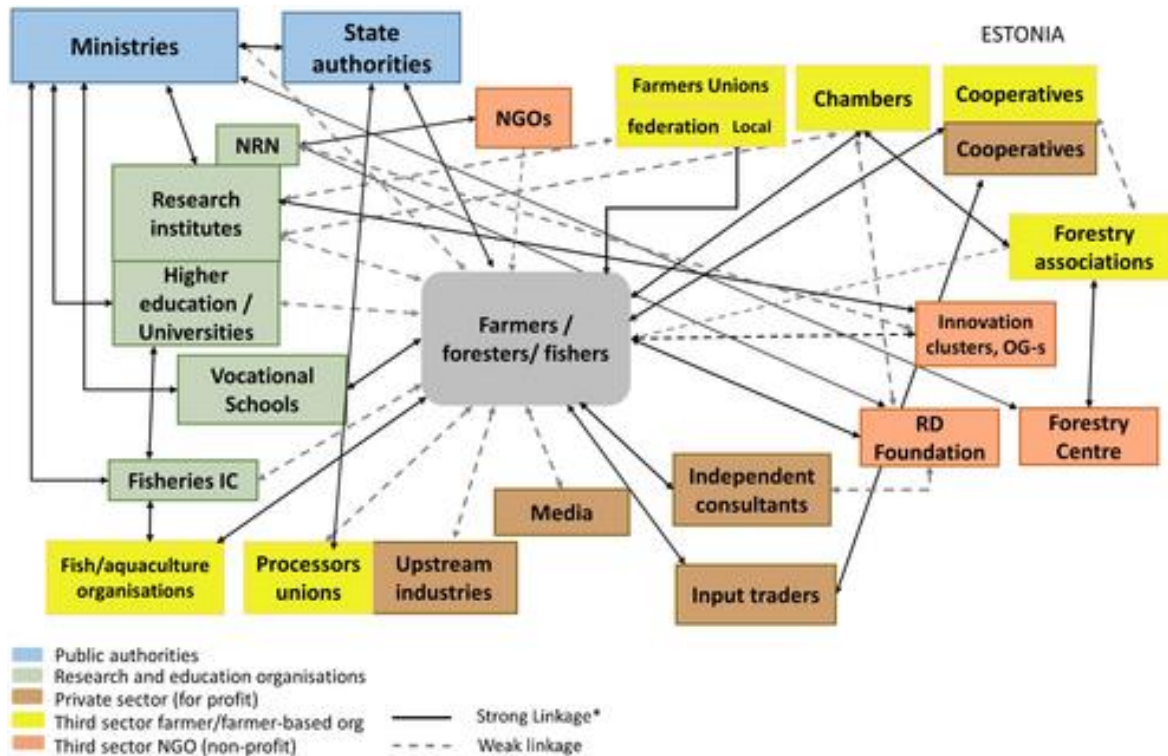 ESTONIA
Ministries
State
authorities
NRN
NGOs
Farmers Unions
federation Local
Chambers
Cooperatives
Cooperatives
Research
institutes
Forestry
associations
Higher
education /
Universities
Farmers /
foresters/ fishers
Innovation
clusters, OG-s
Vocational
Schools
RD
Foundation
Forestry
Centre
Fisheries IC
Independent
consultants
Media
Fish/aquaculture
organisations
Processors
unions
Upstream
industries
Input traders
Public authorities
Research and education organisations
Private sector (for profit)
Third sector farmer/farmer-based org
Third sector NGO (non-profit)
Strong Linkage*
Weak linkage